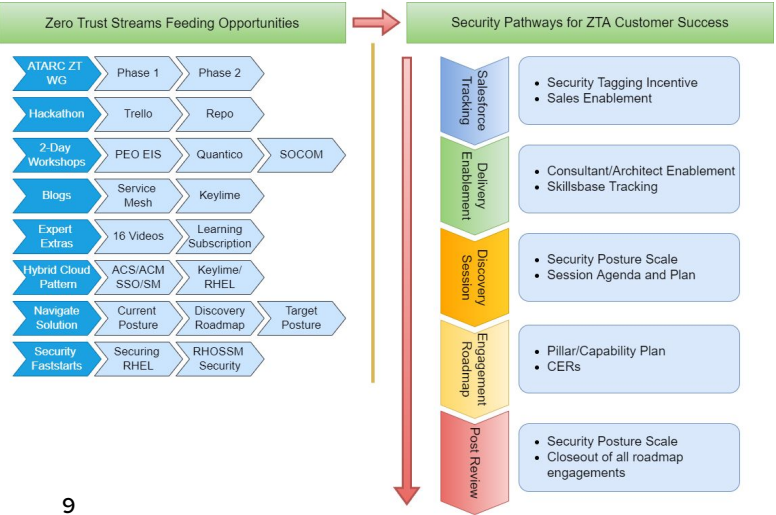 Zero Trust Streams Feeding Opportunities
Security Pathways for ZTA Customer Success
ATARC ZT
WG
Phase 1
Phase 2
Hackathon
Trello
Repo
2-Day
Workshops
PEO EIS
Quantico
SOCOM
Blogs
Service
Mesh
Keylime
Expert
Extras
16 Videos
Learning
Subscription
Hybrid Cloud
Pattern
ACS/ACM
SSO/SM
Keylime/
RHEL
Navigate
Solution
Current
Posture
Discovery
Roadmap
Target
Posture
Security
Faststarts
Securing
RHEL
RHOSSM
Security
Salesforce
Tracking
• Security Tagging Incentive
• Sales Enablement
Delivery
Enablement
• Consultant/Architect Enablement
• Skillsbase Tracking
Discovery
Session
• Security Posture Scale
• Session Agenda and Plan
Engagement
Roadmap
• Pillar/Capability Plan
• CERs
Post Review
• Security Posture Scale
• Closeout of all roadmap
engagements
9